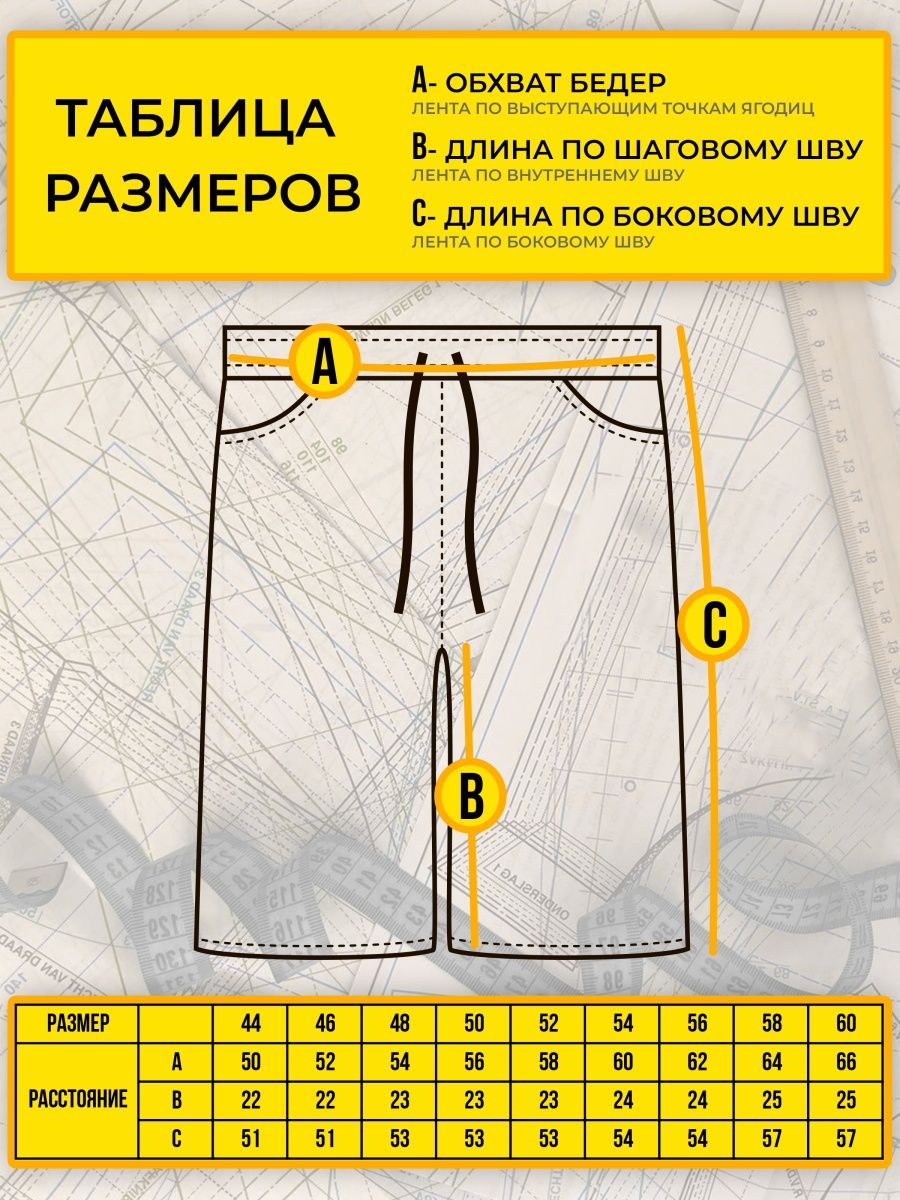 ТАБЛИЦА
РАЗМЕРОВ
A- ОБХВАТ БЕДЕР
ЛЕНТА ПО ВЫСТУПАЮЩИМ ТОЧКАМ ЯГОДИЦ
B- ДЛИНА ПО ШАГОВОМУ ШВУ
ЛЕНТА ПО ВНУТРЕННЕМУ ШВУ
C- ДЛИНА ПО БОКОВОМУ ШВУ
ЛЕНТА ПО БОКОВОМУ ШВУ
A
C
B
РАЗМЕР 44 46 48 50 52 54 56 58 60
РАССТОЯНИЕ
A 50 52 54 56 58 60 62 64 66
B 22 22 23 23 23 24 24 25 25
C 51 51 53 53 53 54 54 57 57